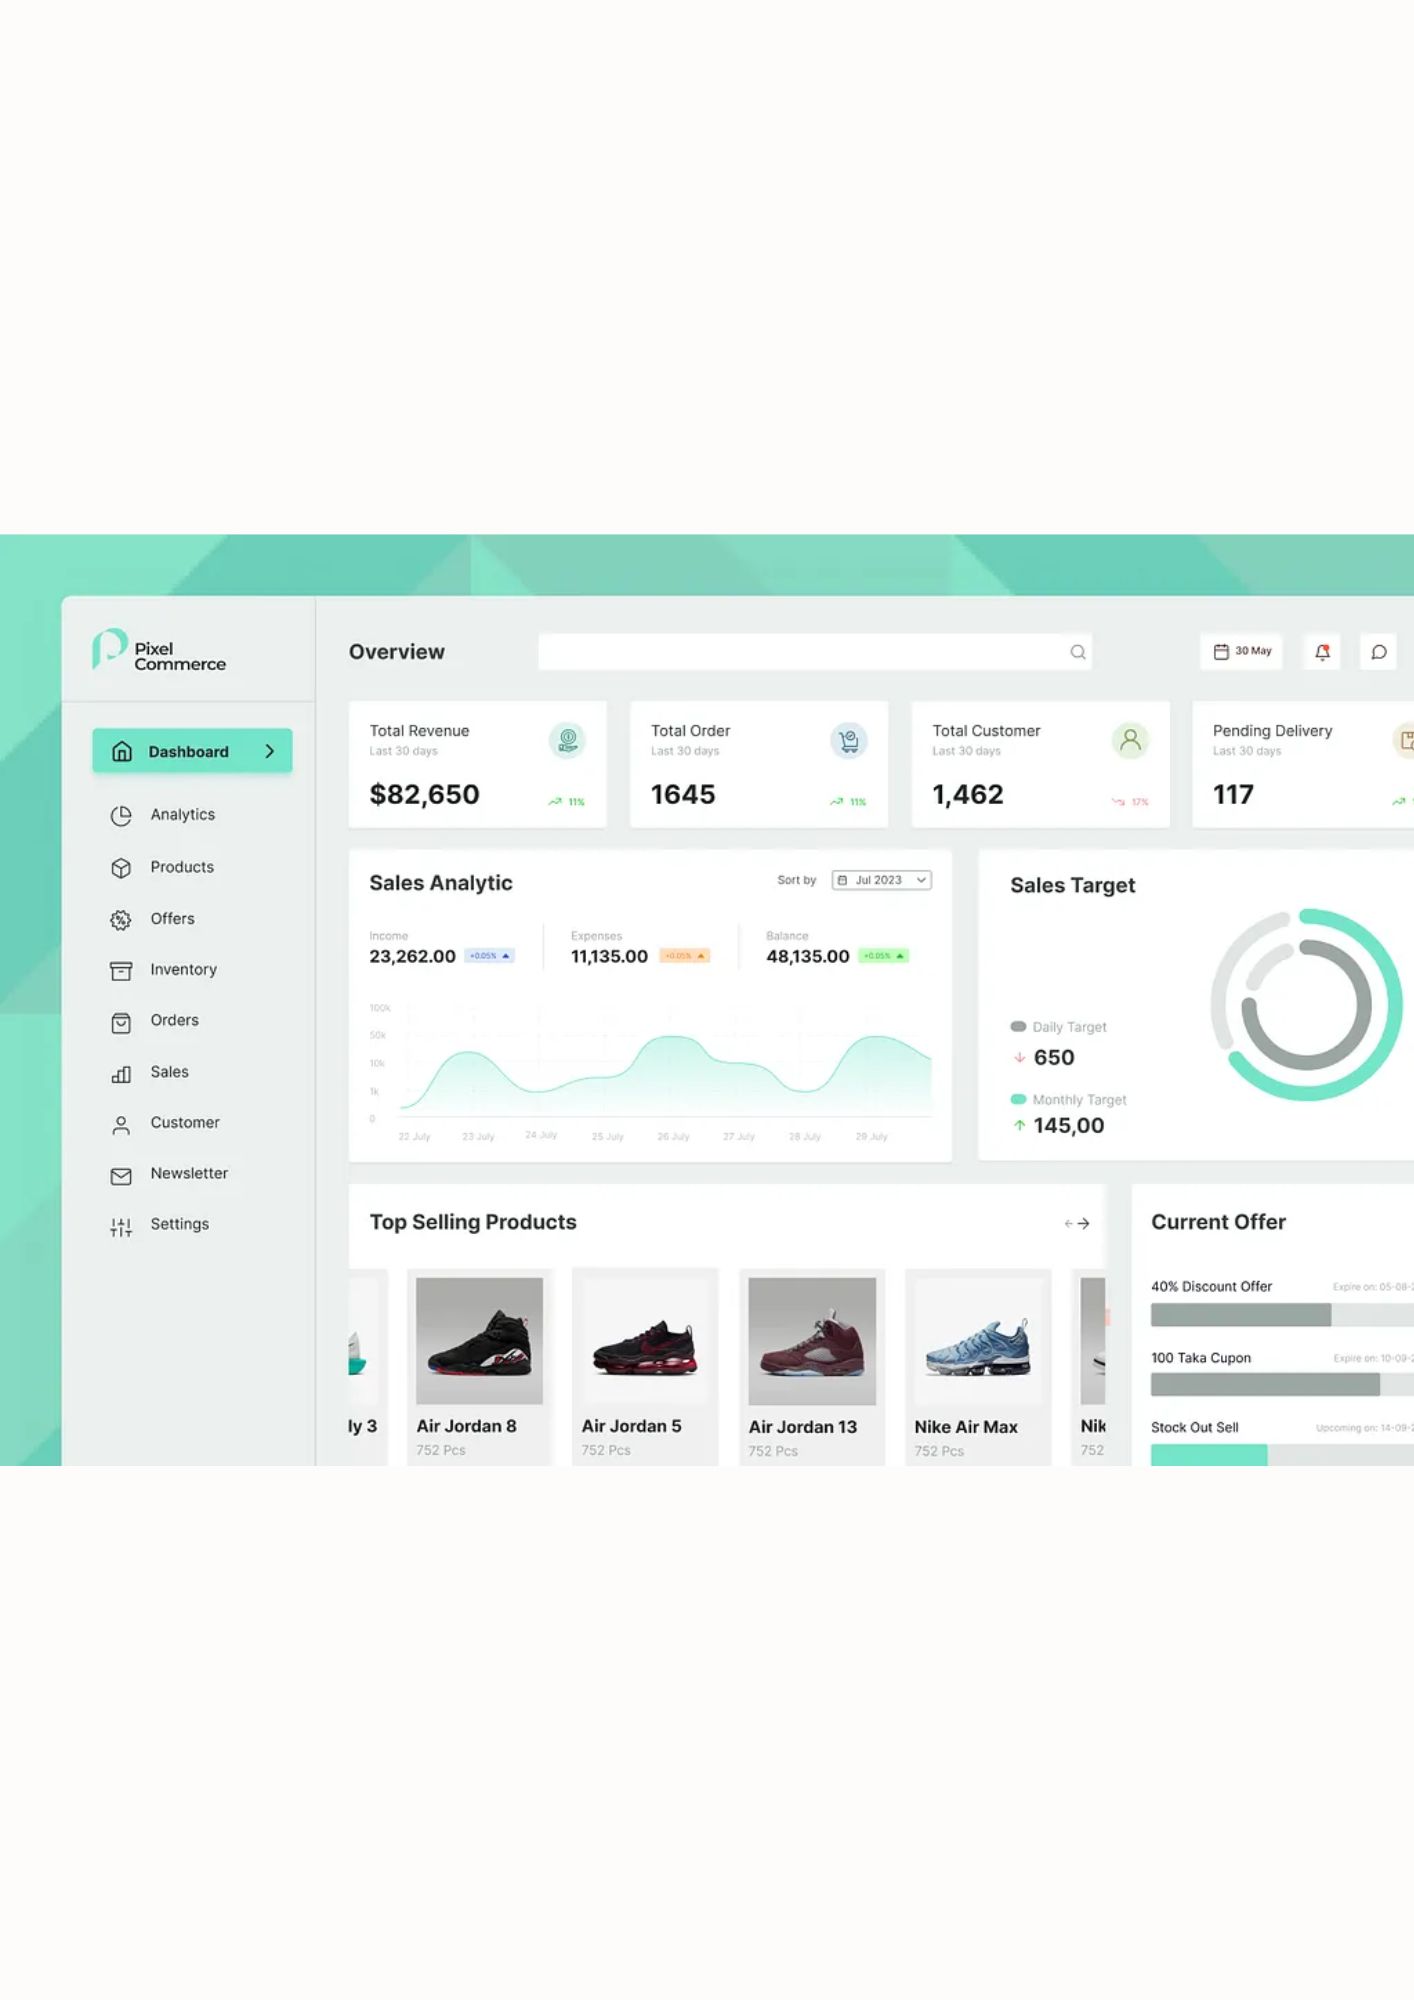 Pixel
Commerce
Overview
30 May
Dashboard
Analytics
Products
Offers
Inventory
Orders
Sales
Customer
Newsletter
Settings
Total Revenue
Last 30 days
$82,650
11%
Total Order
Last 30 days
1645
11%
Total Customer
Last 30 days
1,462
17%
Pending Delivery
Last 30 days
117
Sales Analytic
Sort by
Jul 2023
Income
23,262.00
+0.05%
Expenses
11,135.00
+0.05%
Balance
48,135.00
+0.05%
100k
50k
10k
1k
0
22 July
23 July
24 July
25 July
26 July
27 July
28 July
29 July
Sales Target
Daily Target
650
Monthly Target
145,00
Top Selling Products
ly 3
Air Jordan 8
752 Pcs
Air Jordan 5
752 Pcs
Air Jordan 13
752 Pcs
Nike Air Max
752 Pcs
Nik
752
Current Offer
40% Discount Offer
Expire on: 05-08-
100 Taka Cupon
Expire on: 10-09-
Stock Out Sell
Upcoming on: 14-09-